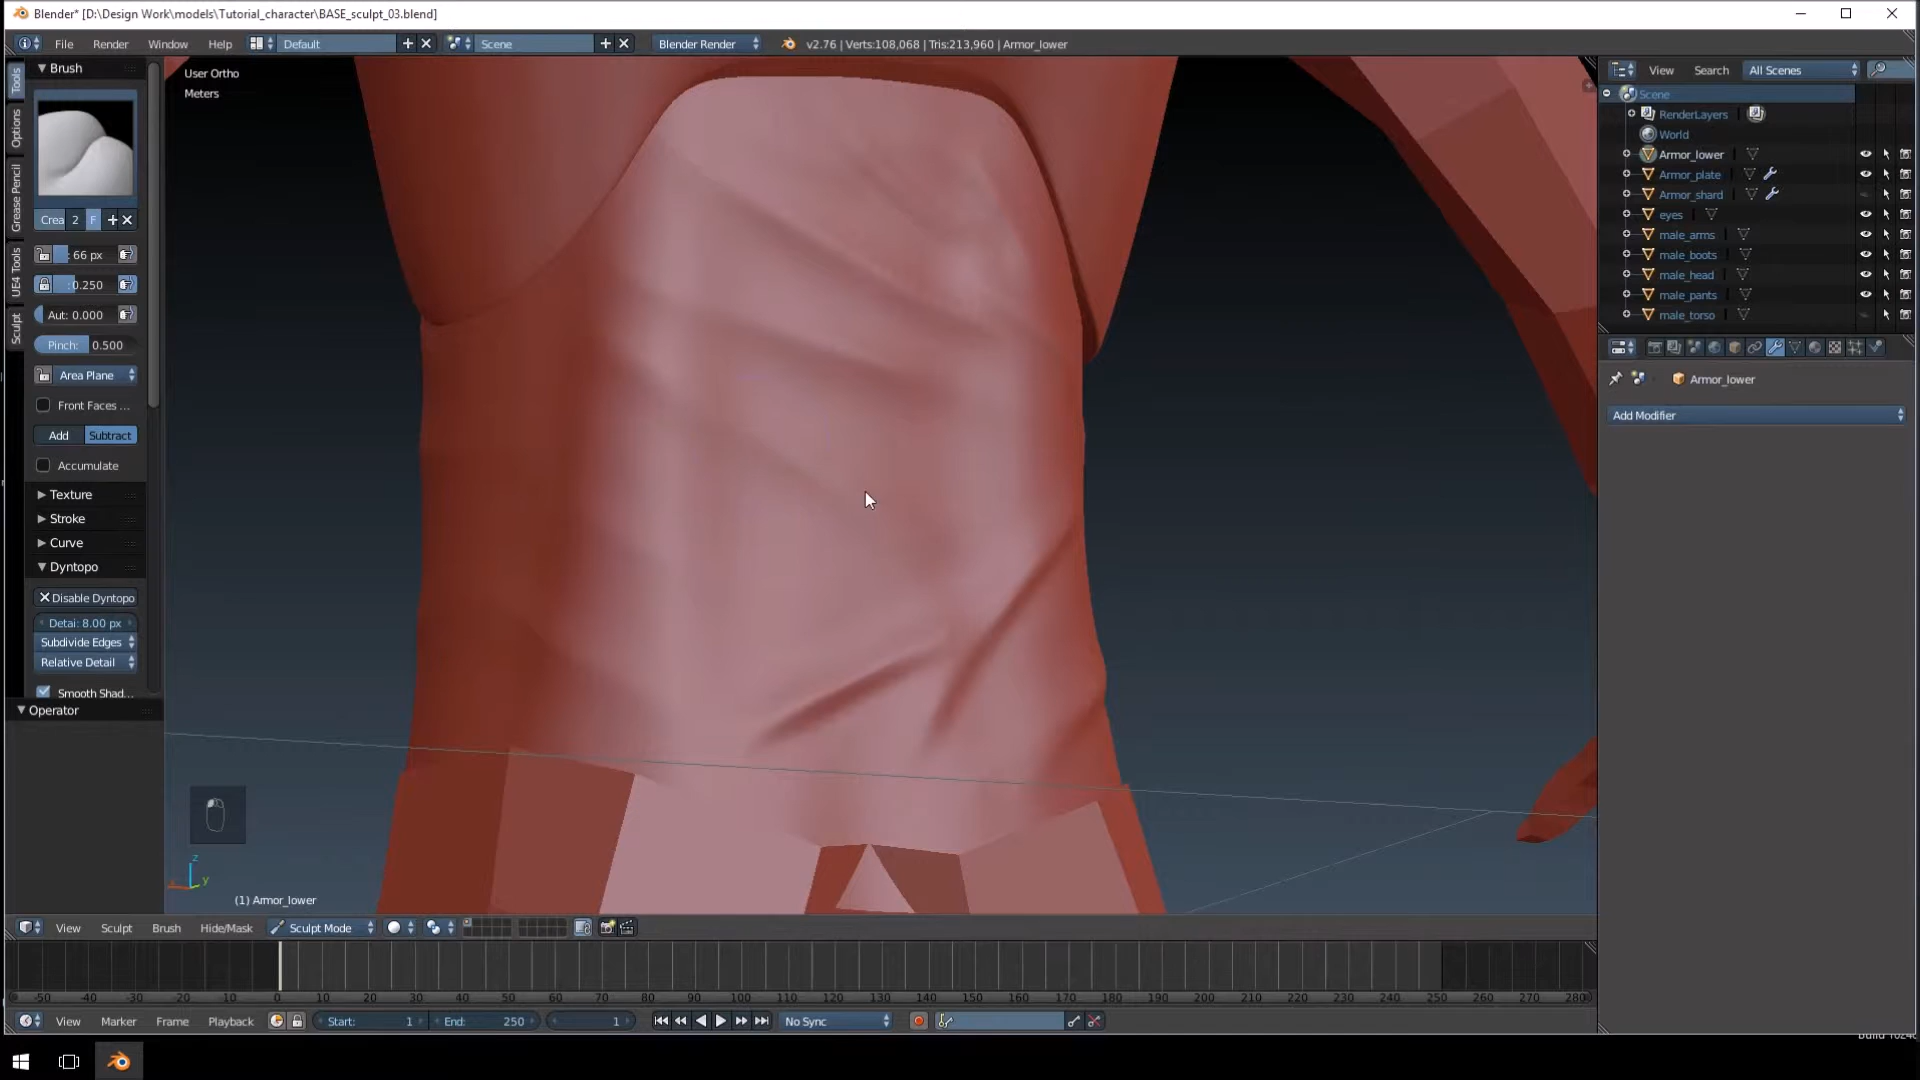 Blender* [D:\Design Work\models\Tutorial_character\BASE_sculpt_03.blend]
File Render Window Help Default Scene Blender Render v2.76 | Verts:108,068 | Tris:213,960 | Armor_lower
Tools
Options
Grease Pencil
UE4 Tools
Sculpt
Brush
Crea 2 F
: 66 px
:0.250
Aut: 0.000
Pinch: 0.500
Area Plane
Front Faces ...
Add Subtract
Accumulate
Texture
Stroke
Curve
Dyntopo
Disable Dyntopo
Detai: 8.00 px
Subdivide Edges
Relative Detail
Smooth Shad...
Operator
User Ortho
Meters
z
y
(1) Armor_lower
View Search All Scenes
Scene
RenderLayers
World
Armor_lower
Armor_plate
Armor_shard
eyes
male_arms
male_boots
male_head
male_pants
male_torso
Armor_lower
Add Modifier
View Sculpt Brush Hide/Mask Sculpt Mode
-50 -40 -30 -20 -10 0 10 20 30 40 50 60 70 80 90 100 110 120 130 140 150 160 170 180 190 200 210 220 230 240 250 260 270 280
View Marker Frame Playback Start: 1 End: 250 1 No Sync